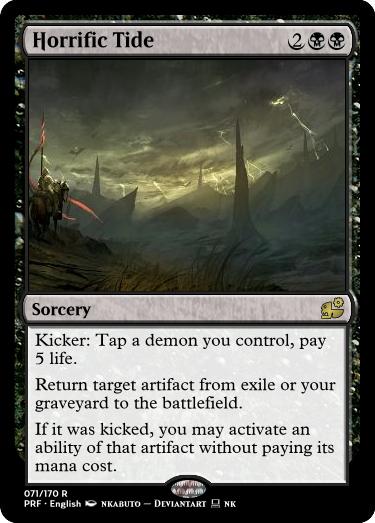 Horrific Tide 2
Sorcery
Kicker: Tap a demon you control, pay
5 life.
Return target artifact from exile or your
graveyard to the battlefield.
If it was kicked, you may activate an
ability of that artifact without paying its
mana cost.
071/170 R
PRF · English NKABUTO — DEVIANTART NK